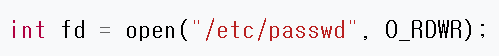 int fd = open("/etc/passwd", O_RDWR);